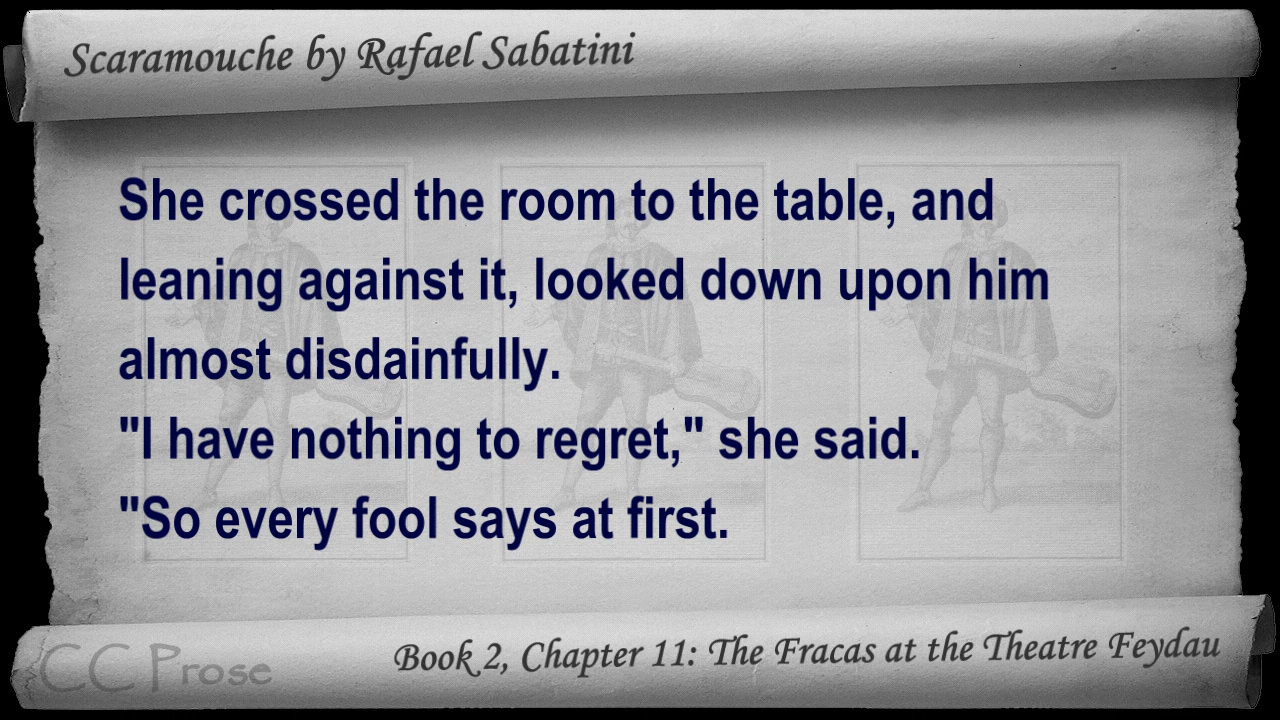 Scaramouche by Rafael Sabatini
She crossed the room to the table, and
leaning against it, looked down upon him
almost disdainfully.
"I have nothing to regret," she said.
"So every fool says at first.
CC Prose
Book 2, Chapter 11: The Fracas at the Theatre Feydau